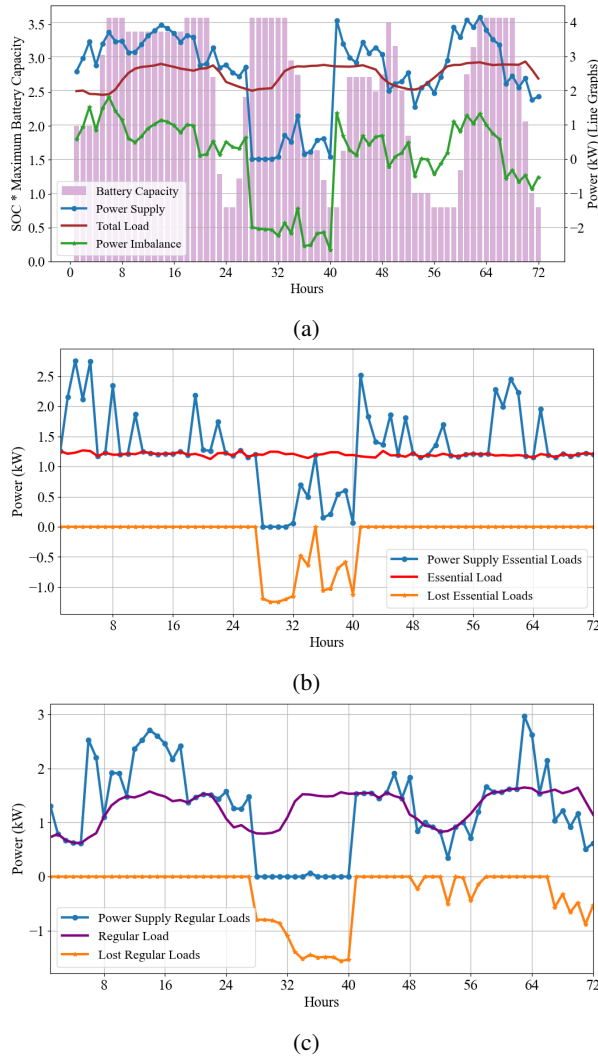 3.5
3.0
2.5
2.0
1.5
1.0
0.5
0.0
SOC * Maximum Battery Capacity
4
3
2
1
0
−1
−2
Power (kW) (Line Graphs)
Battery Capacity
Power Supply
Total Load
Power Imbalance
0 8 16 24 32 40 48 56 64 72
Hours
(a)
2.5
2.0
1.5
1.0
0.5
0.0
−0.5
−1.0
Power (kW)
Power Supply Essential Loads
Essential Load
Lost Essential Loads
8 16 24 32 40 48 56 64 72
Hours
(b)
3
2
1
0
−1
Power (kW)
Power Supply Regular Loads
Regular Load
Lost Regular Loads
8 16 24 32 40 48 56 64 72
Hours
(c)